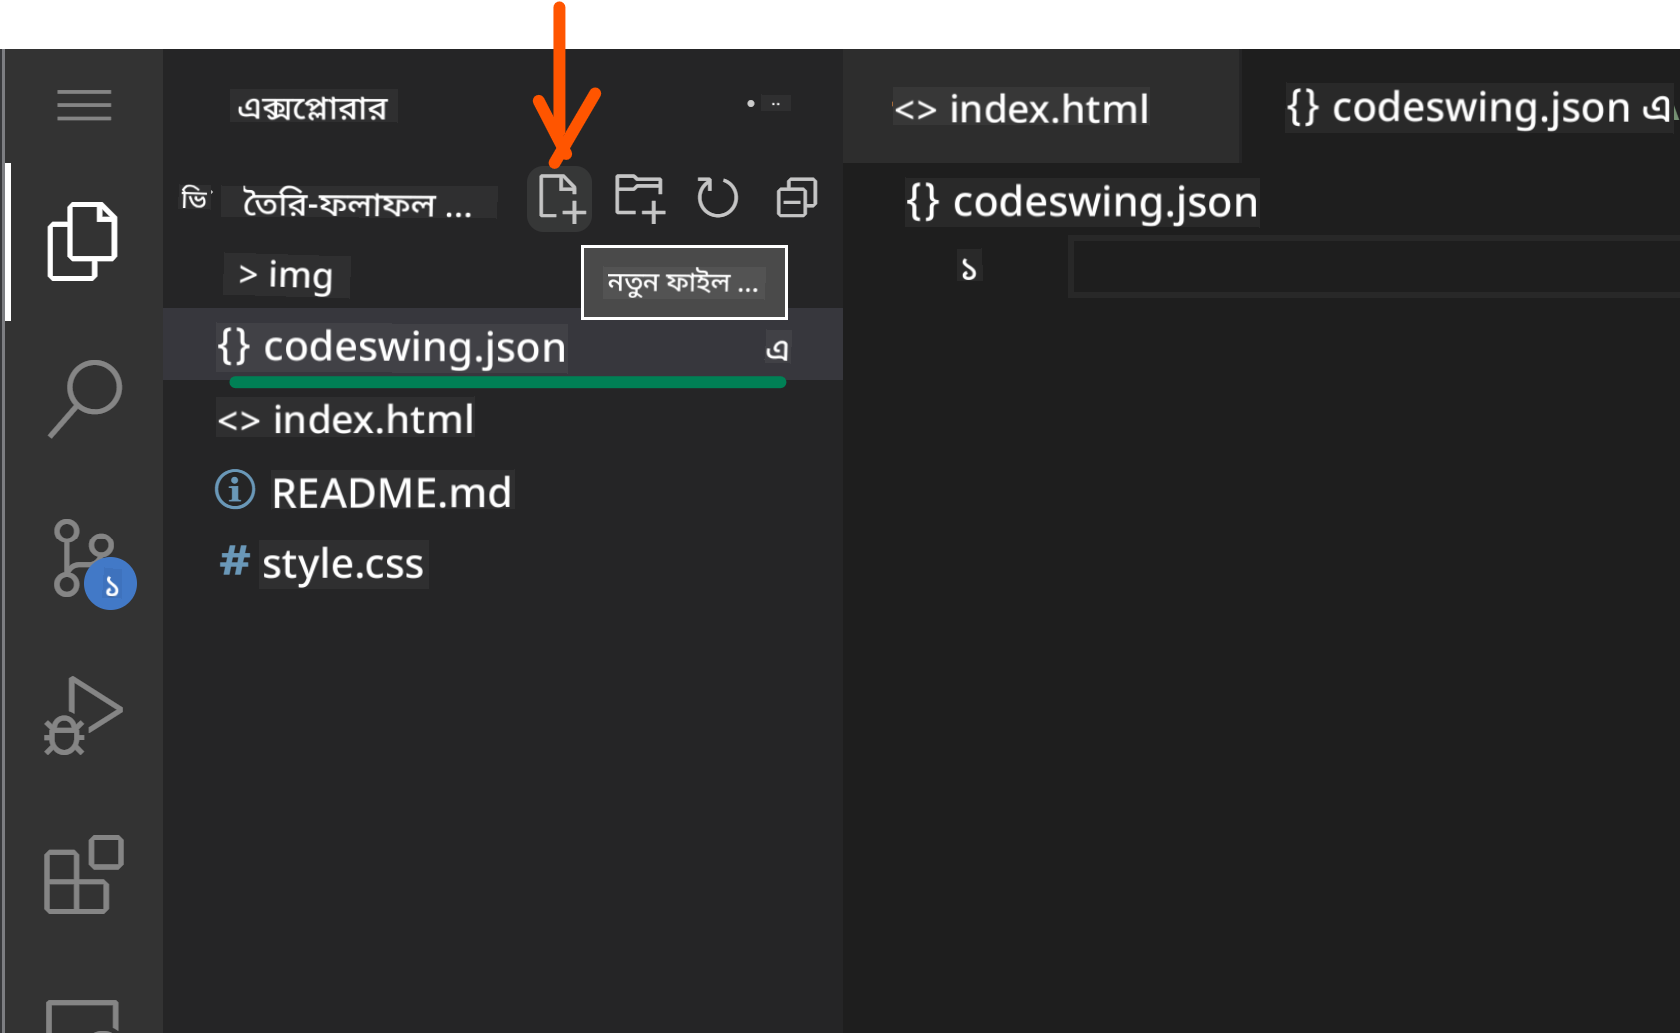 এক্সপ্লোরার
<> index.html
{} codeswing.json এ
ভি
তৈরি-ফলাফল ...
{} codeswing.json
> img
নতুন ফাইল ...
১
{} codeswing.json
এ
<> index.html
README.md
# style.css
১